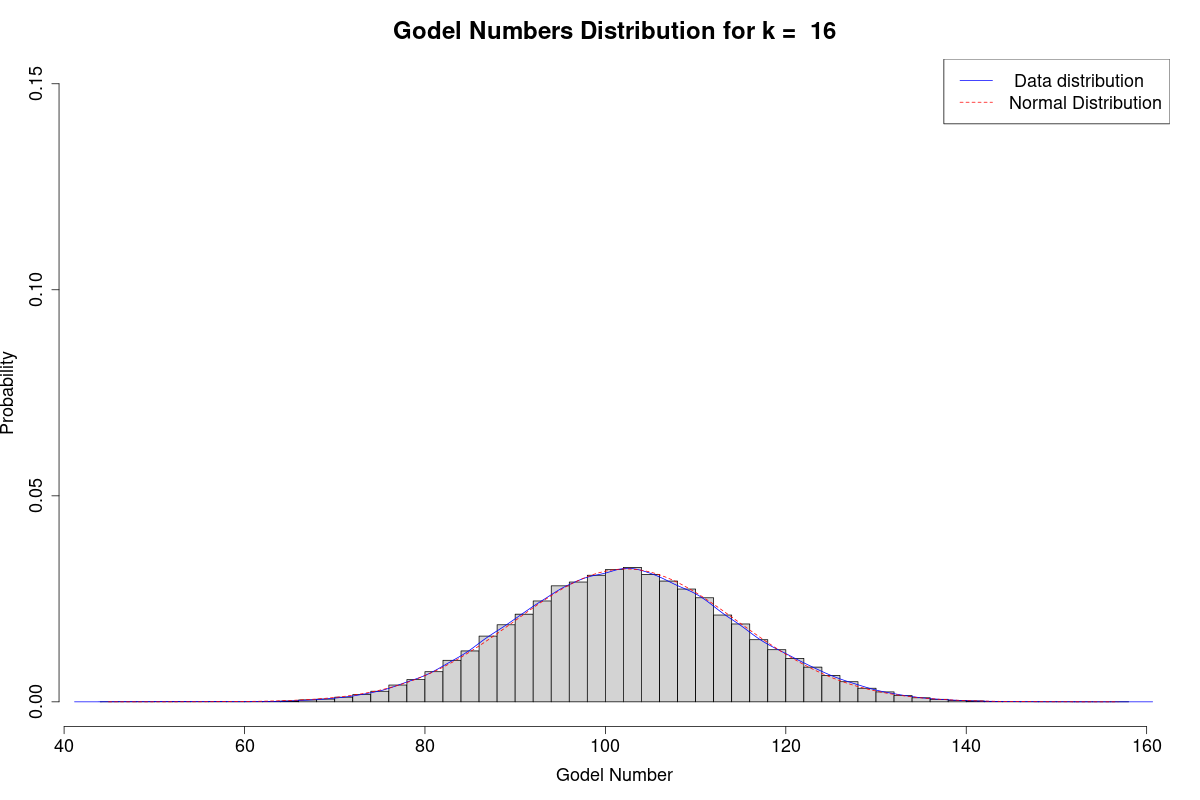 Godel Numbers Distribution for k =  16
Data distribution
Normal Distribution
0.15
0.10
0.05
0.00
Probability
40 60 80 100 120 140 160
Godel Number